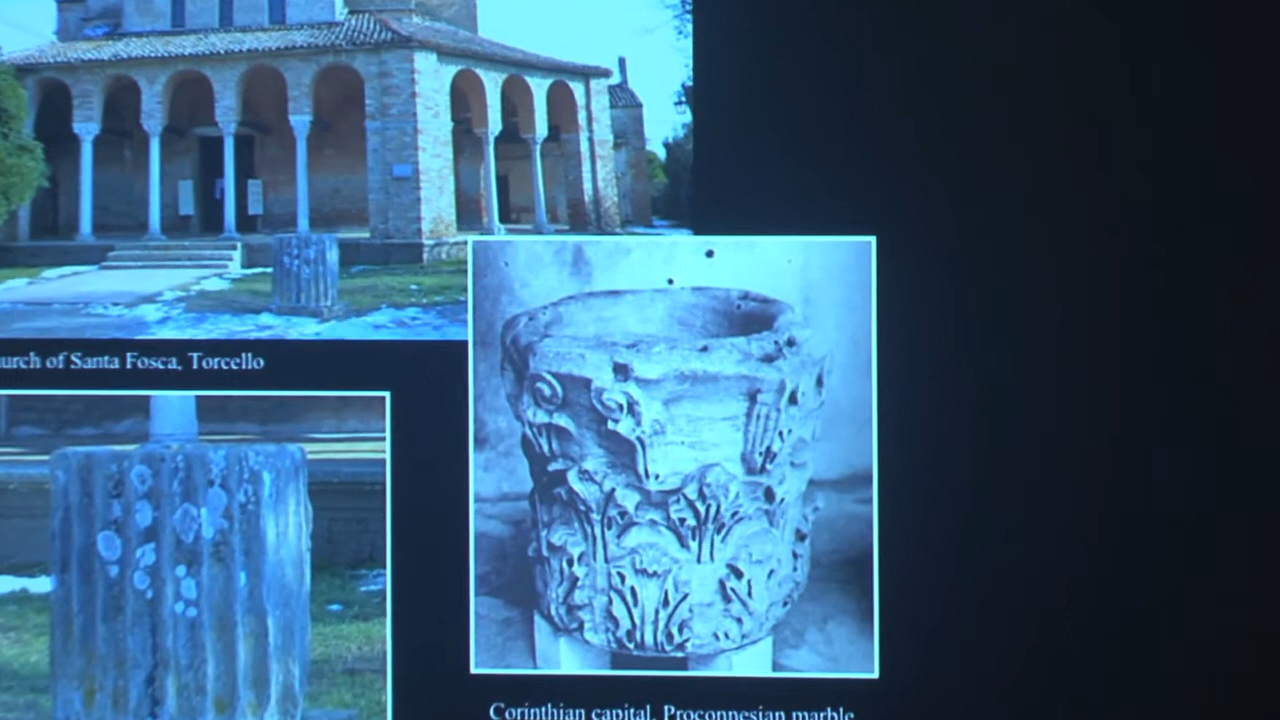 urch of Santa Fosca, Torcello
Corinthian capital, Proconnesian marble